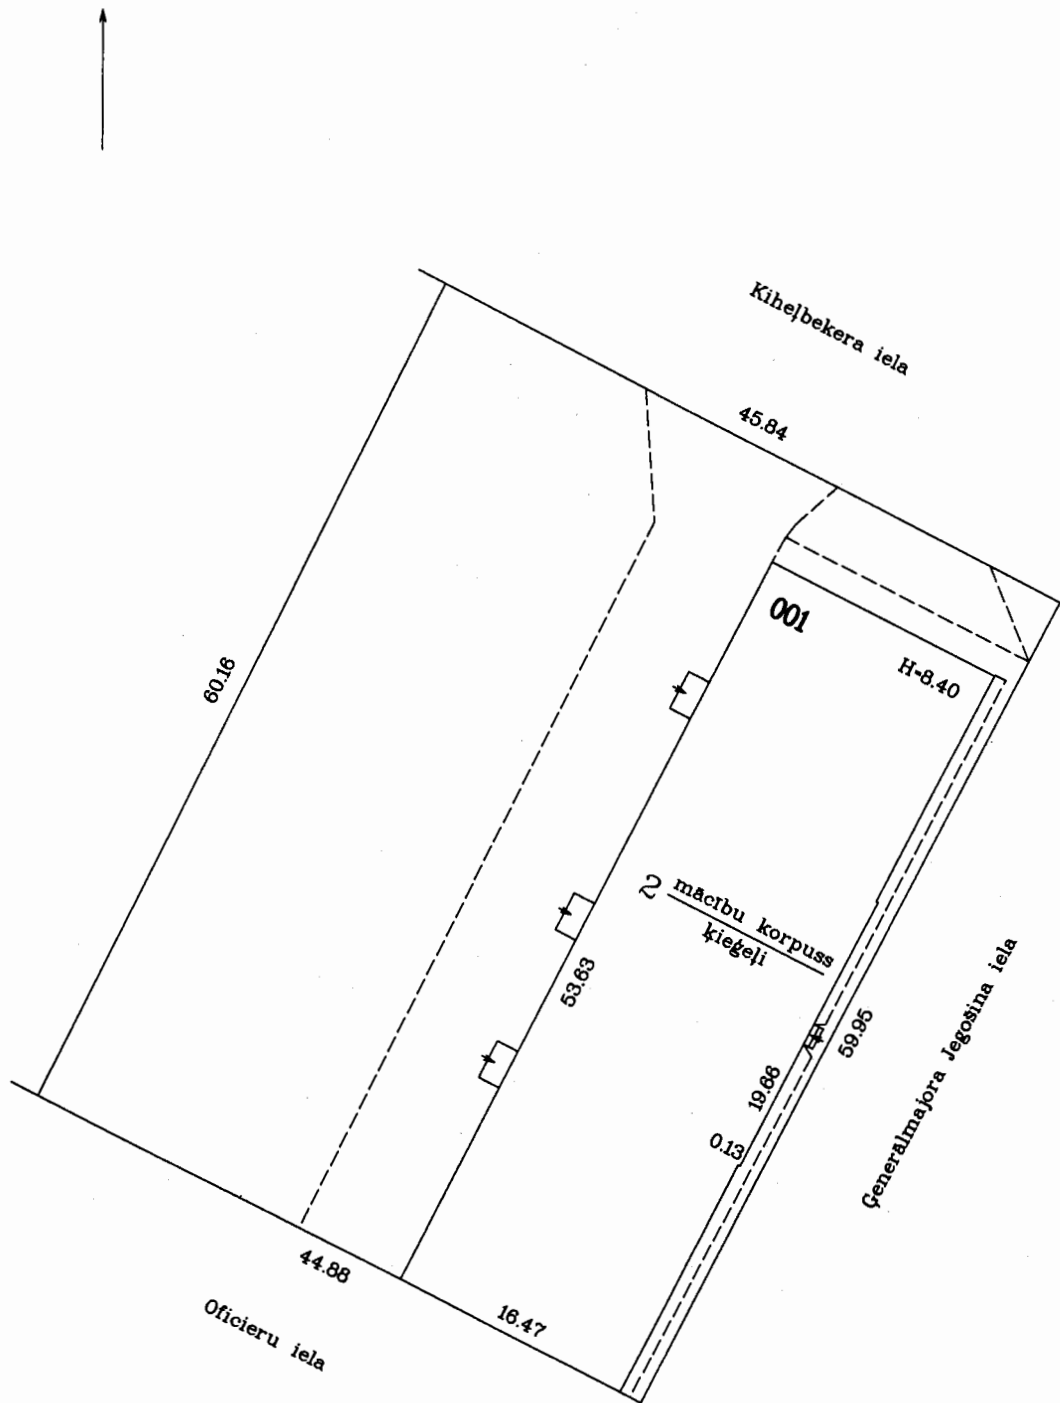 Kiheļbekera iela
45.84
001
H-8.40
60.16
2 mācību korpuss
ķieģeļi
53.63
59.95
19.66
0.13
Ģenerālmajora Jegošina iela
44.88
16.47
Oficieru iela